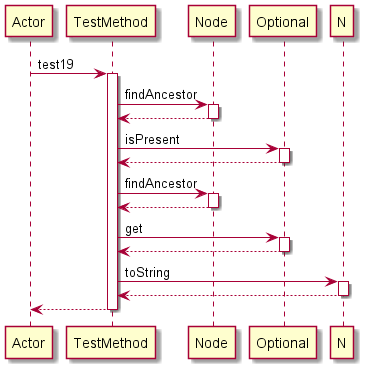 Actor TestMethod Node Optional N
test19
findAncestor
isPresent
findAncestor
get
toString
Actor TestMethod Node Optional N